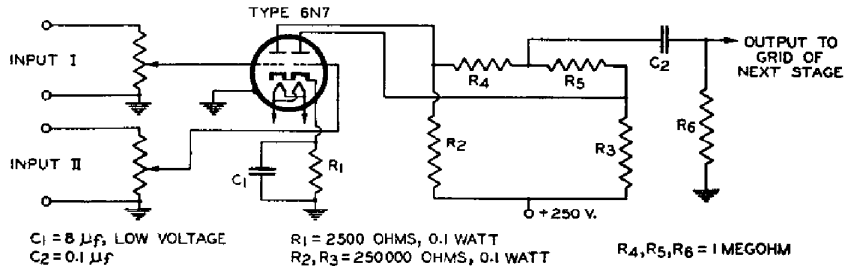 TYPE 6N7
INPUT I
INPUT II
C1
R1
R2
R3
R4
R5
C2
R6
OUTPUT TO
GRID OF
NEXT STAGE
+250 V.
C1 = 8 µf, LOW VOLTAGE
C2 = 0.1 µf
R1 = 2500 OHMS, 0.1 WATT
R2, R3 = 250000 OHMS, 0.1 WATT
R4, R5, R6 = 1 MEGOHM